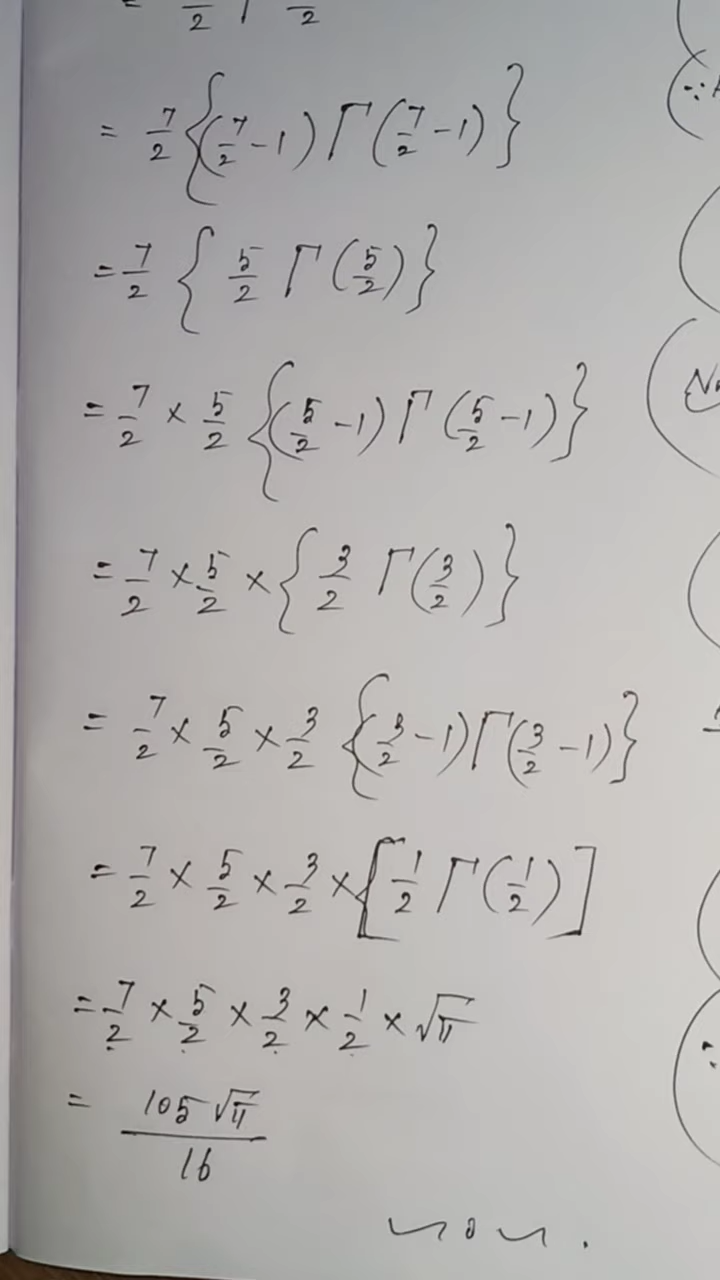 = 7/2 {(7/2 - 1) Γ(7/2 - 1)}
= 7/2 { 5/2 Γ(5/2)}
= 7/2 × 5/2 {(5/2 - 1) Γ(5/2 - 1)}
= 7/2 × 5/2 × { 3/2 Γ(3/2)}
= 7/2 × 5/2 × 3/2 {(3/2 - 1) Γ(3/2 - 1)}
= 7/2 × 5/2 × 3/2 × [1/2 Γ(1/2)]
= 7/2 × 5/2 × 3/2 × 1/2 × √π
= 105√π / 16